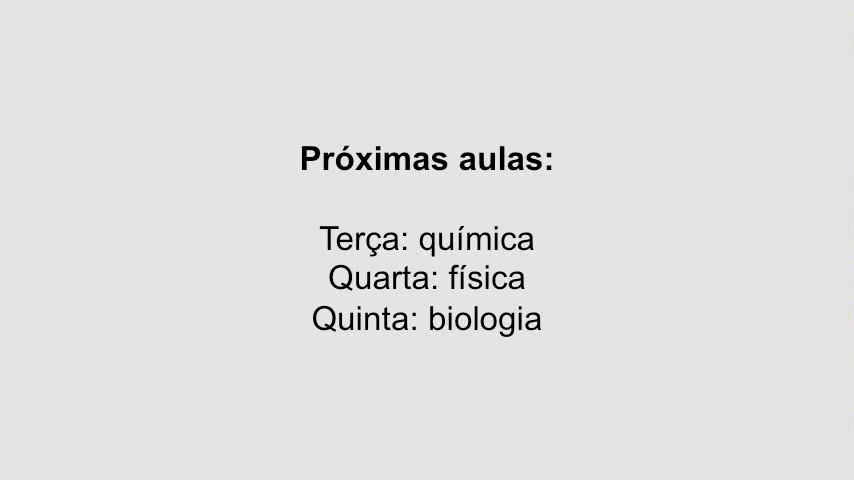 Próximas aulas:
Terça: química
Quarta: física
Quinta: biologia